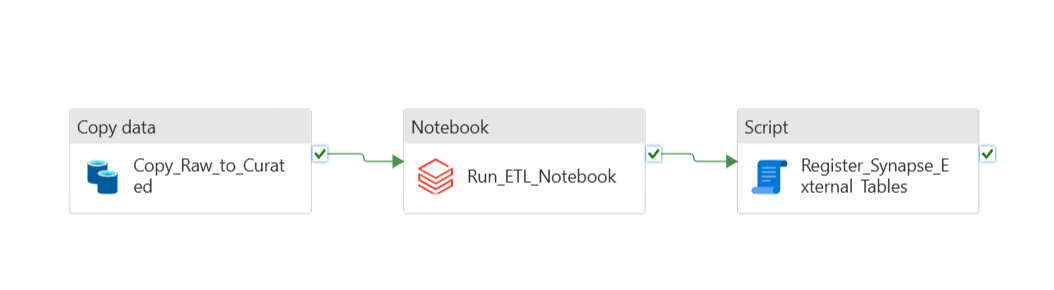 Copy data
Copy_Raw_to_Curat
ed
Notebook
Run_ETL_Notebook
Script
Register_Synapse_E
xternal_Tables